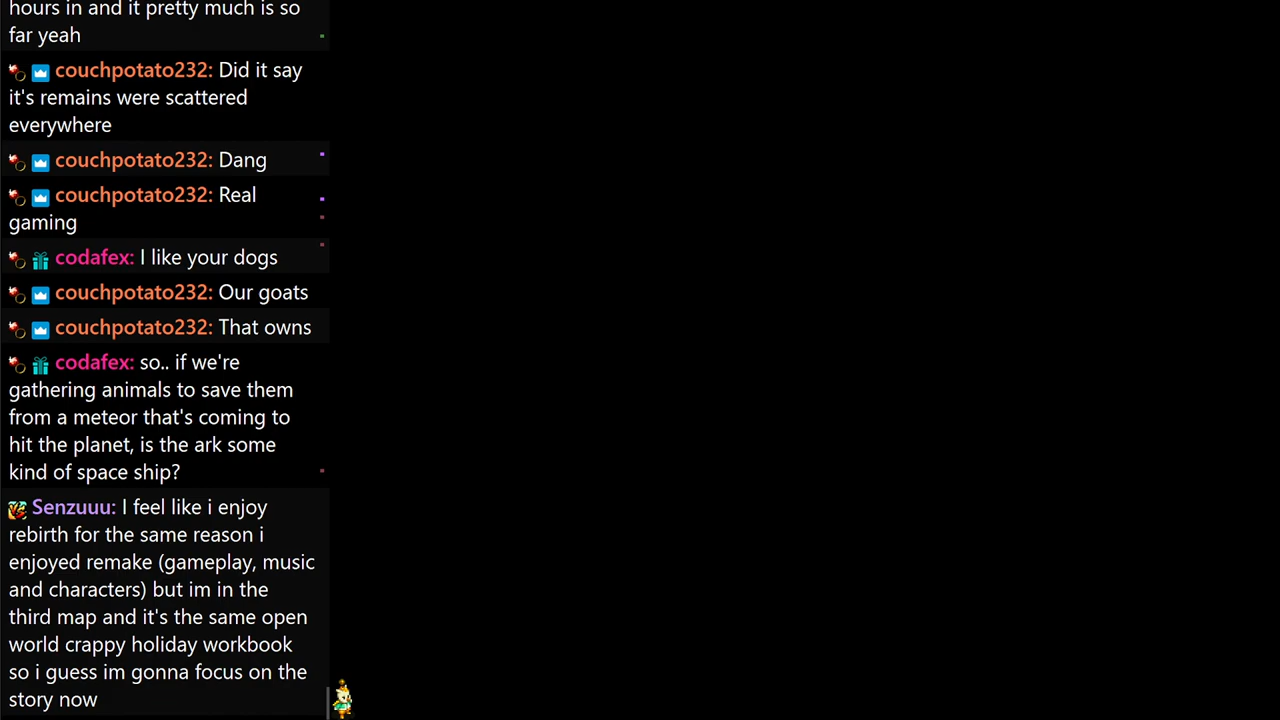 hours in and it pretty much is so
far yeah
couchpotato232: Did it say
it's remains were scattered
everywhere
couchpotato232: Dang
couchpotato232: Real
gaming
codafex: I like your dogs
couchpotato232: Our goats
couchpotato232: That owns
codafex: so.. if we're
gathering animals to save them
from a meteor that's coming to
hit the planet, is the ark some
kind of space ship?
Senzuuu: I feel like i enjoy
rebirth for the same reason i
enjoyed remake (gameplay, music
and characters) but im in the
third map and it's the same open
world crappy holiday workbook
so i guess im gonna focus on the
story now